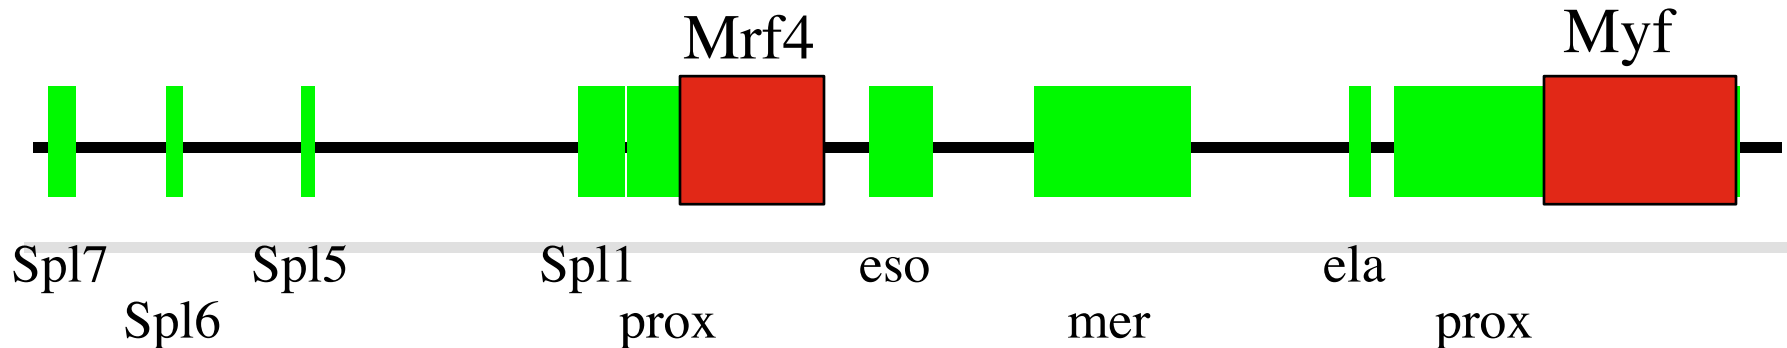 Mrf4 Myf
Spl7 Spl5 Spl1 eso ela
Spl6 prox mer prox